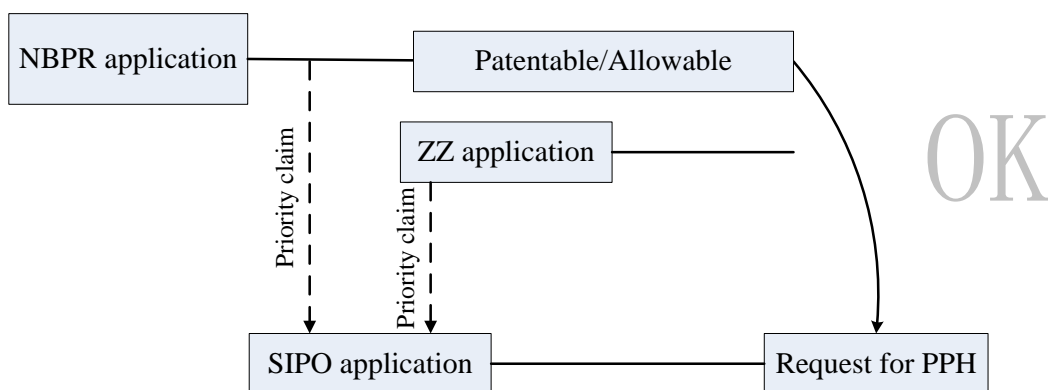 NBPR application
Patentable/Allowable
ZZ application
OK
Priority claim
Priority claim
SIPO application
Request for PPH